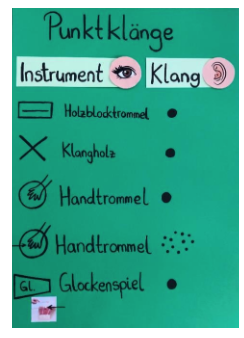 Punktklänge
Instrument Klang
Holzblocktrommel
Klangholz
Handtrommel
Handtrommel
GL. Glockenspiel